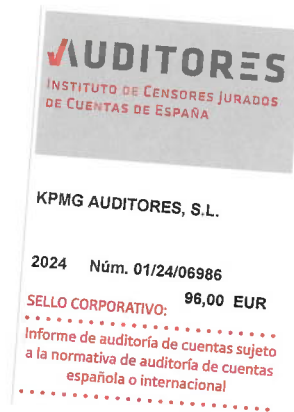 AUDITORES
INSTITUTO DE CENSORES JURADOS
DE CUENTAS DE ESPAÑA
KPMG AUDITORES, S.L.
2024 Núm. 01/24/06986
96,00 EUR
SELLO CORPORATIVO:
Informe de auditoría de cuentas sujeto
a la normativa de auditoría de cuentas
española o internacional